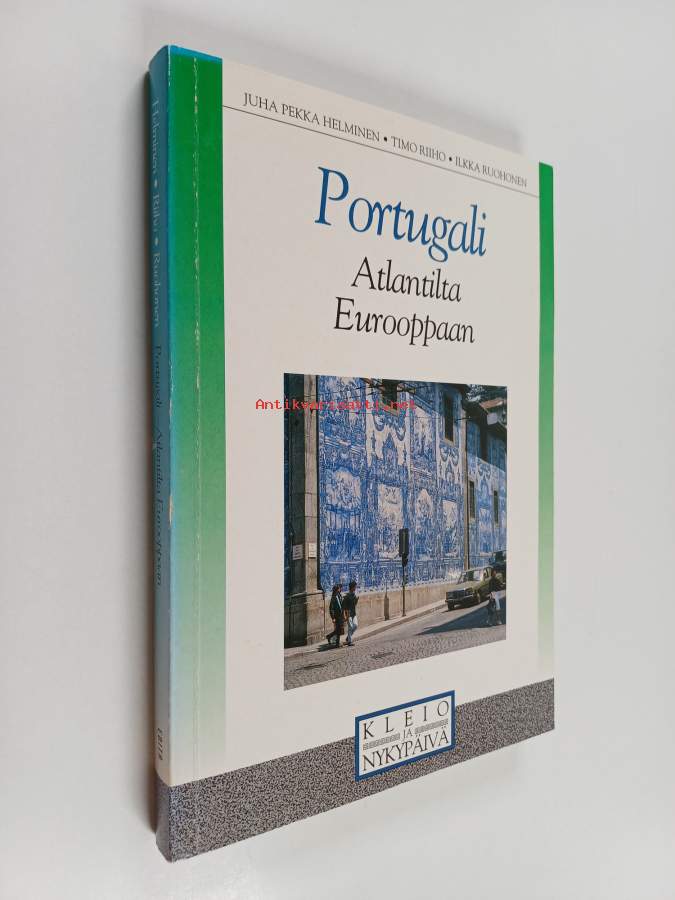 JUHA PEKKA HELMINEN • TIMO RIIHO • ILKKA RUOHONEN
Portugali
Atlantilta
Eurooppaan
Antikvariaatti.net
KLEIO
JA
NYKYPÄIVÄ
Helminen • Riiho • Ruohonen Portugali Atlantilta Eurooppaan